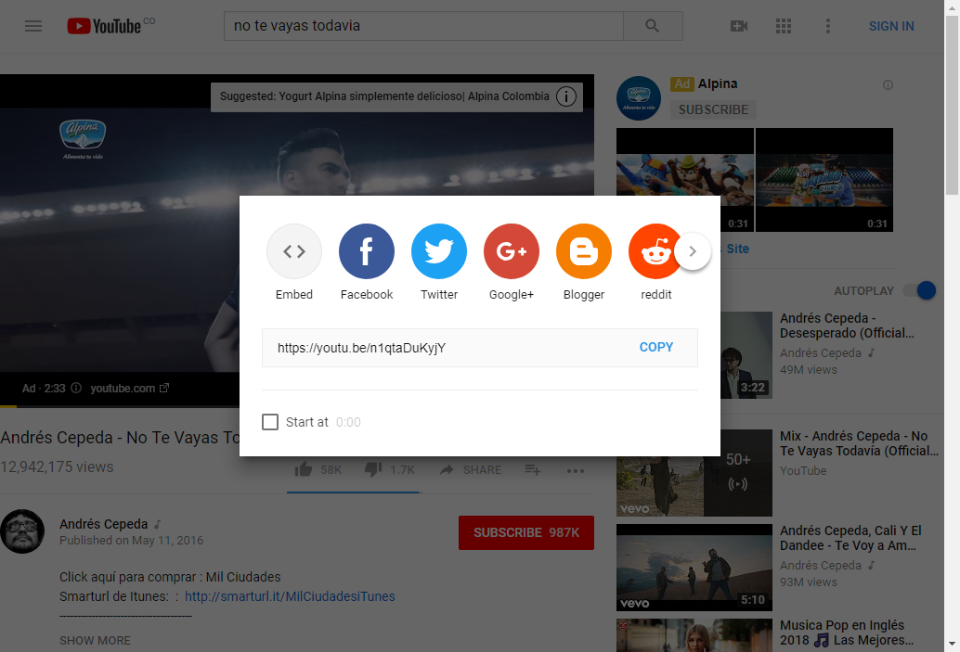 YouTube CO
no te vayas todavia
SIGN IN
Suggested: Yogurt Alpina simplemente delicioso| Alpina Colombia
Alpina
Alimenta tu vida
Ad · 2:33
youtube.com
Ad Alpina
SUBSCRIBE
0:31
0:31
Site
Embed
Facebook
Twitter
G+
Google+
Blogger
reddit
https://youtu.be/n1qtaDuKyjY
COPY
Start at 0:00
AUTOPLAY
Andrés Cepeda - No Te Vayas To
12,942,175 views
58K
1.7K
SHARE
Andrés Cepeda
Published on May 11, 2016
SUBSCRIBE 987K
Click aquí para comprar : Mil Ciudades
Smarturl de Itunes: : http://smarturl.it/MilCiudadesiTunes
--------------------------------------
SHOW MORE
3:22
Andrés Cepeda -
Desesperado (Official...
Andrés Cepeda
49M views
50+
vevo
Mix - Andrés Cepeda - No
Te Vayas Todavía (Official...
YouTube
vevo
5:10
Andrés Cepeda, Cali Y El
Dandee - Te Voy a Am...
Andrés Cepeda
93M views
Musica Pop en Inglés
2018 🎵 Las Mejores...